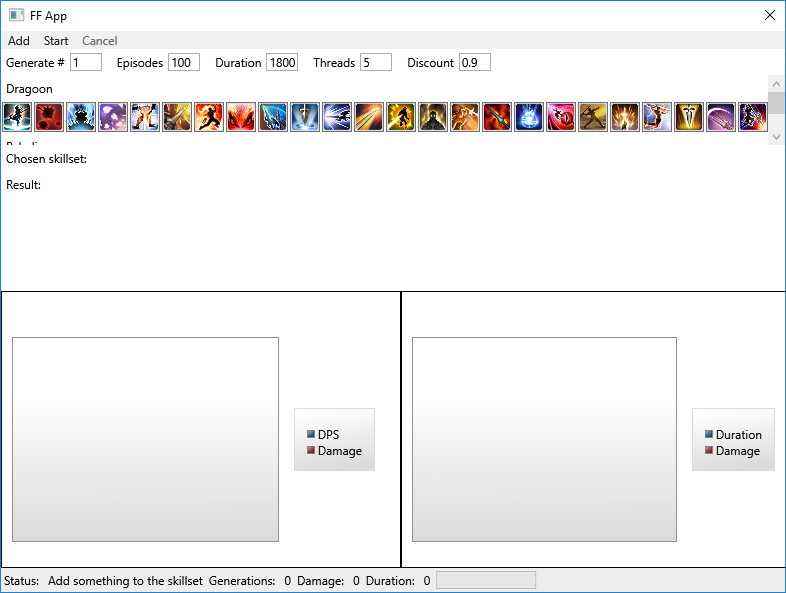 FF App
Add Start Cancel
Generate # 1 Episodes 100 Duration 1800 Threads 5 Discount 0.9
Dragoon
Chosen skillset:
Result:
DPS
Damage
Duration
Damage
Status: Add something to the skillset Generations: 0 Damage: 0 Duration: 0